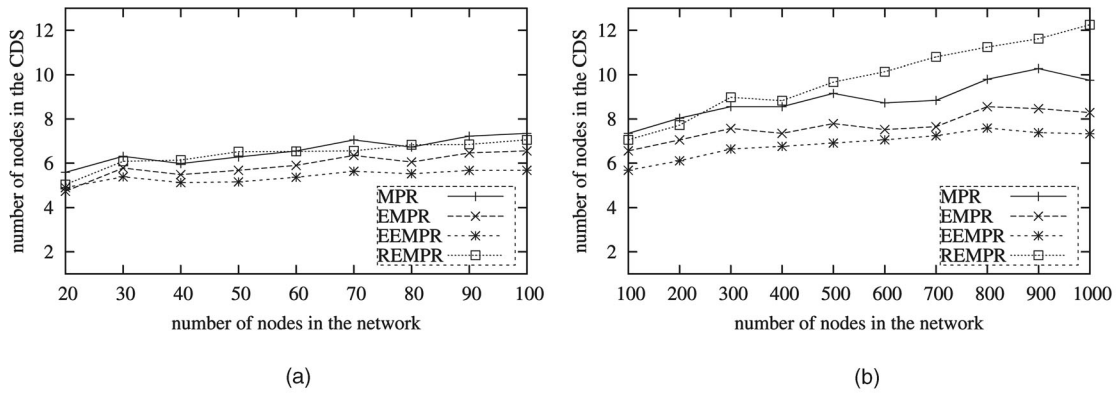 number of nodes in the CDS
12
10
8
6
4
2
MPR
EMPR
EEMPR
REMPR
20 30 40 50 60 70 80 90 100
number of nodes in the network
(a)
number of nodes in the CDS
12
10
8
6
4
2
MPR
EMPR
EEMPR
REMPR
100 200 300 400 500 600 700 800 900 1000
number of nodes in the network
(b)